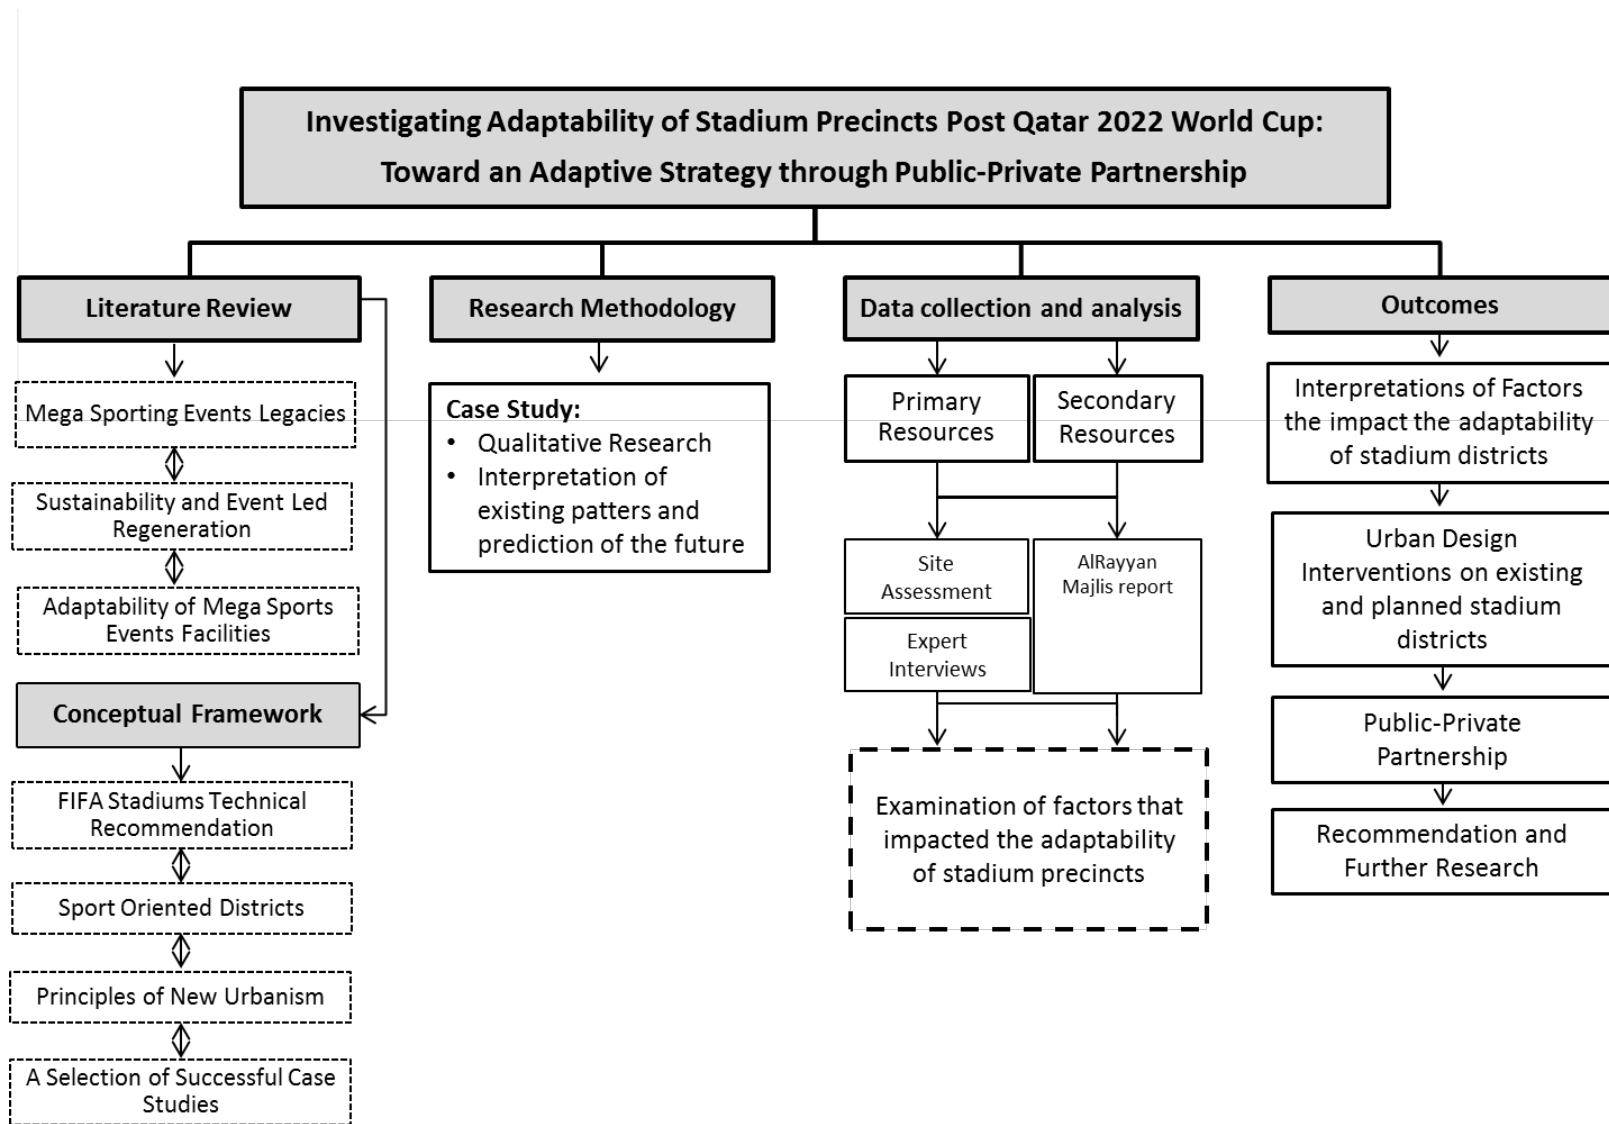 Investigating Adaptability of Stadium Precincts Post Qatar 2022 World Cup:
Toward an Adaptive Strategy through Public-Private Partnership
Literature Review
Mega Sporting Events Legacies
Sustainability and Event Led
Regeneration
Adaptability of Mega Sports
Events Facilities
Conceptual Framework
FIFA Stadiums Technical
Recommendation
Sport Oriented Districts
Principles of New Urbanism
A Selection of Successful Case
Studies
Research Methodology
Case Study:
• Qualitative Research
• Interpretation of
existing patters and
prediction of the future
Data collection and analysis
Primary
Resources
Secondary
Resources
Site
Assessment
Expert
Interviews
AlRayyan
Majlis report
Examination of factors that
impacted the adaptability
of stadium precincts
Outcomes
Interpretations of Factors
the impact the adaptability
of stadium districts
Urban Design
Interventions on existing
and planned stadium
districts
Public-Private
Partnership
Recommendation and
Further Research